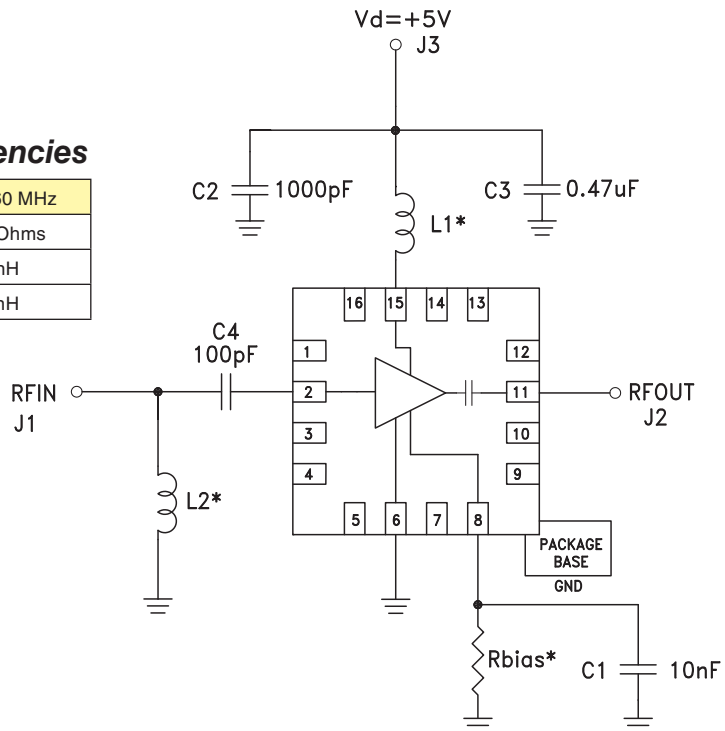 Vd=+5V
J3
encies
60 MHz
Ohms
nH
nH
C2
1000pF
C3
0.47uF
L1*
16
15
14
13
C4
100pF
1
12
RFIN
J1
2
11
RFOUT
J2
3
10
4
9
L2*
5
6
7
8
PACKAGE
BASE
GND
Rbias*
C1
10nF